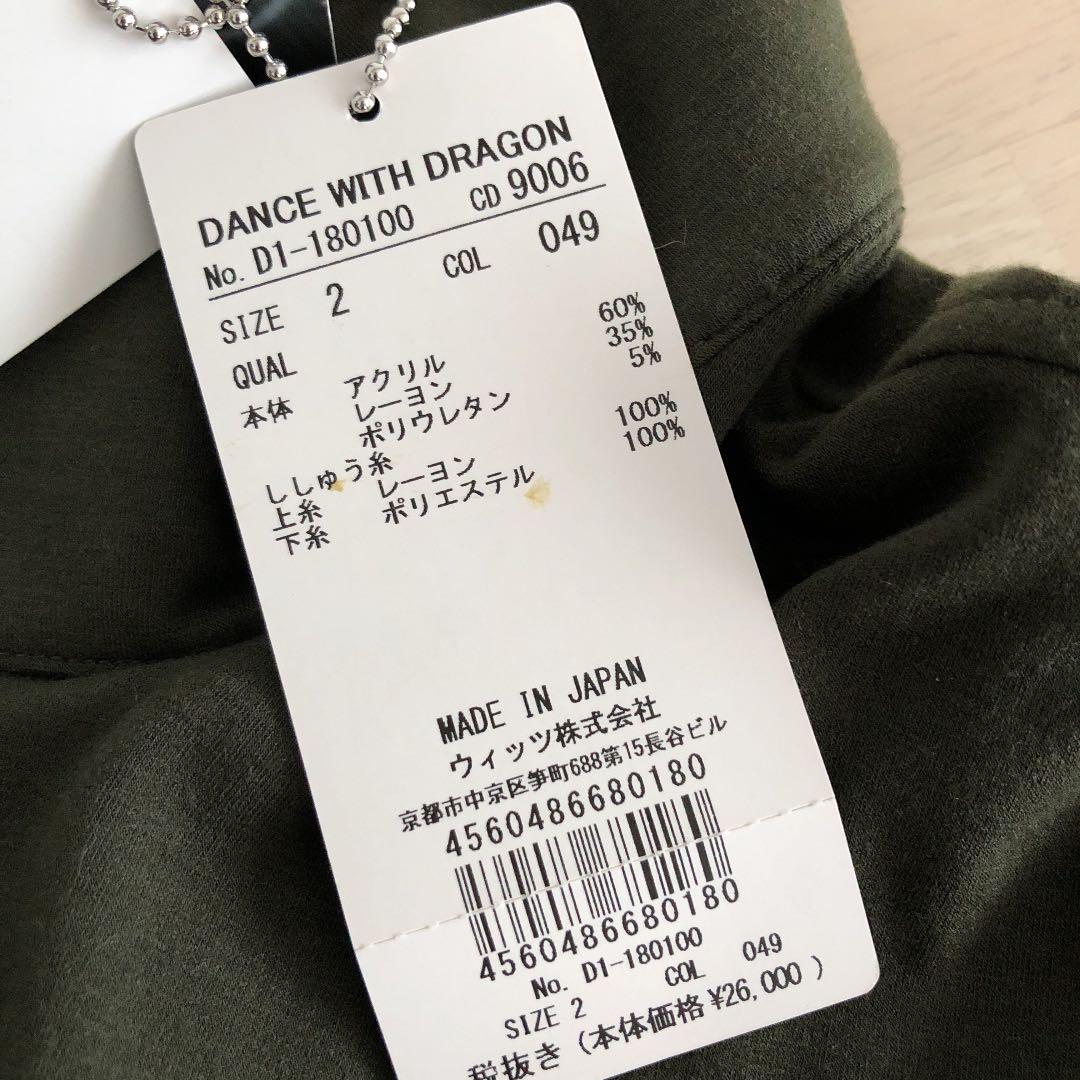 DANCE WITH DRAGON
No. D1-180100 CD 9006
SIZE 2 COL 049
QUAL
本体 アクリル 60%
レーヨン 35%
ポリウレタン 5%
ししゅう糸
上糸 レーヨン 100%
下糸 ポリエステル 100%
MADE IN JAPAN
ウィッツ株式会社
京都市中京区笋町688第15長谷ビル
4560486680180
4560486680180
No. D1-180100
SIZE 2 COL 049
税抜き (本体価格¥26,000 )